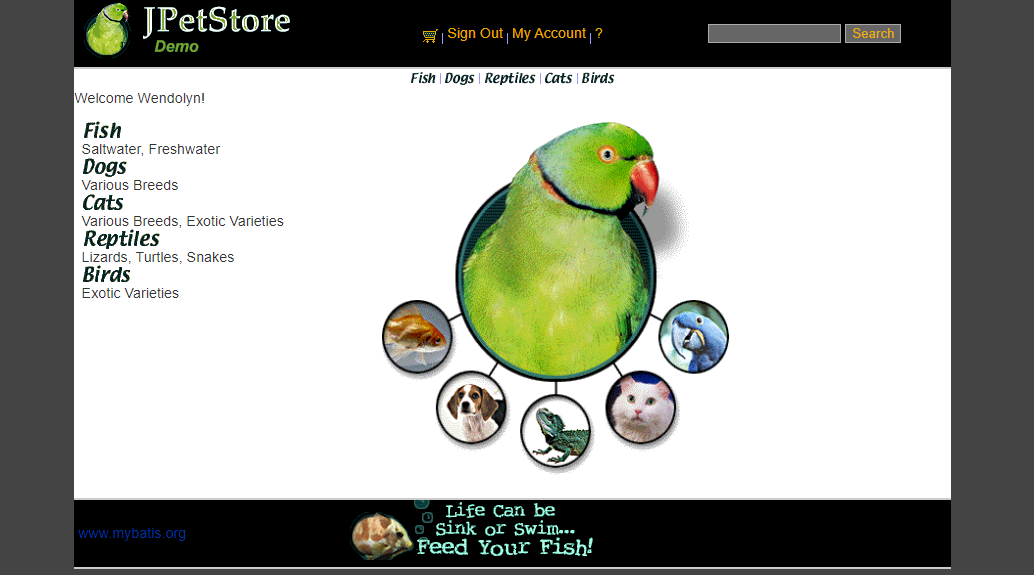 JPetStore
Demo
Sign Out | My Account | ?
Search
Fish | Dogs | Reptiles | Cats | Birds
Welcome Wendolyn!
Fish
Saltwater, Freshwater
Dogs
Various Breeds
Cats
Various Breeds, Exotic Varieties
Reptiles
Lizards, Turtles, Snakes
Birds
Exotic Varieties
www.mybatis.org
Life Can be
Sink or Swim...
Feed Your Fish!